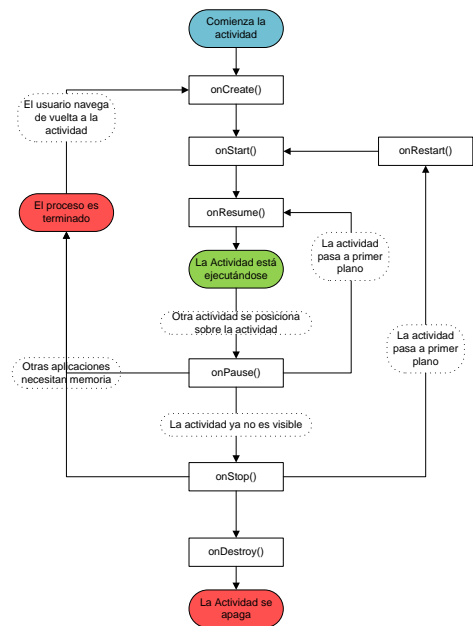 Comienza la
actividad
onCreate()
El usuario navega
de vuelta a la
actividad
onStart()
onRestart()
El proceso es
terminado
onResume()
La actividad
pasa a primer
plano
La Actividad está
ejecutándose
Otra actividad se posiciona
sobre la actividad
La actividad
pasa a primer
plano
Otras aplicaciones
necesitan memoria
onPause()
La actividad ya no es visible
onStop()
onDestroy()
La Actividad se
apaga